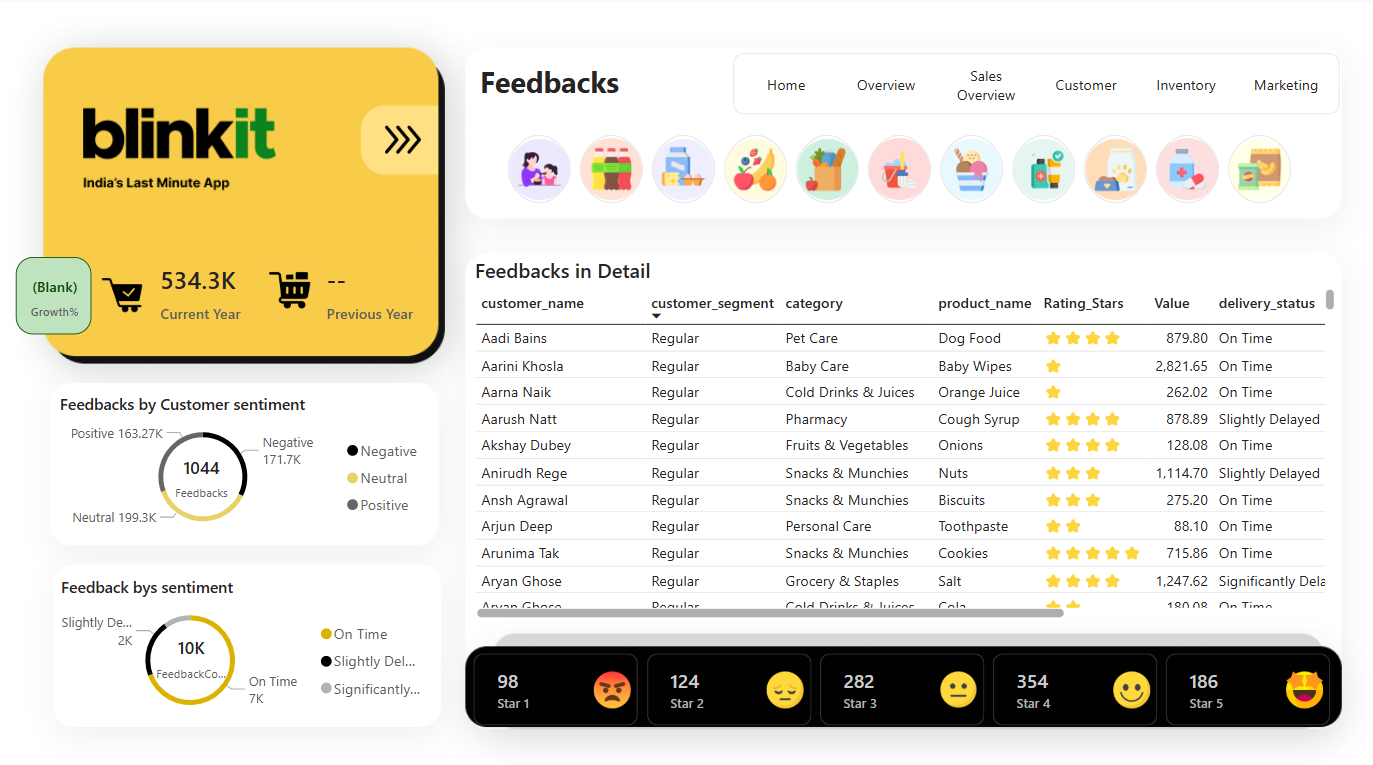 blinkit
India's Last Minute App
(Blank)
Growth%
534.3K
Current Year
--
Previous Year
Feedbacks
Home
Overview
Sales
Overview
Customer
Inventory
Marketing
Feedbacks by Customer sentiment
Positive 163.27K
Negative
171.7K
1044
Feedbacks
Neutral 199.3K
Negative
Neutral
Positive
Feedback bys sentiment
Slightly De...
2K
10K
FeedbackCo...
On Time
7K
On Time
Slightly Del...
Significantly...
Feedbacks in Detail
customer_name customer_segment category product_name Rating_Stars Value delivery_status
Aadi Bains Regular Pet Care Dog Food 879.80 On Time
Aarini Khosla Regular Baby Care Baby Wipes 2,821.65 On Time
Aarna Naik Regular Cold Drinks & Juices Orange Juice 262.02 On Time
Aarush Natt Regular Pharmacy Cough Syrup 878.89 Slightly Delayed
Akshay Dubey Regular Fruits & Vegetables Onions 128.08 On Time
Anirudh Rege Regular Snacks & Munchies Nuts 1,114.70 Slightly Delayed
Ansh Agrawal Regular Snacks & Munchies Biscuits 275.20 On Time
Arjun Deep Regular Personal Care Toothpaste 88.10 On Time
Arunima Tak Regular Snacks & Munchies Cookies 715.86 On Time
Aryan Ghose Regular Grocery & Staples Salt 1,247.62 Significantly Dela
Aryan Ghose Regular Cold Drinks & Juices Cola 180.08 On Time
98
Star 1
124
Star 2
282
Star 3
354
Star 4
186
Star 5